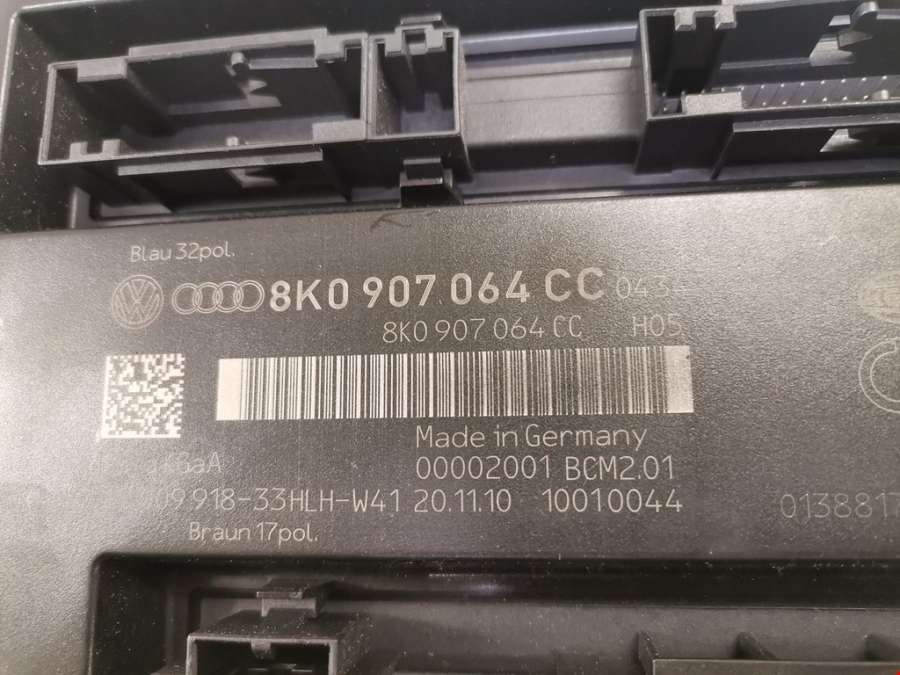 Blau 32pol.
8K0 907 064 CC 0434
8K0 907 064 CC H05
Made in Germany
00002001 BCM2.01
918-33HLH-W41 20.11.10 10010044
Braun 17pol.